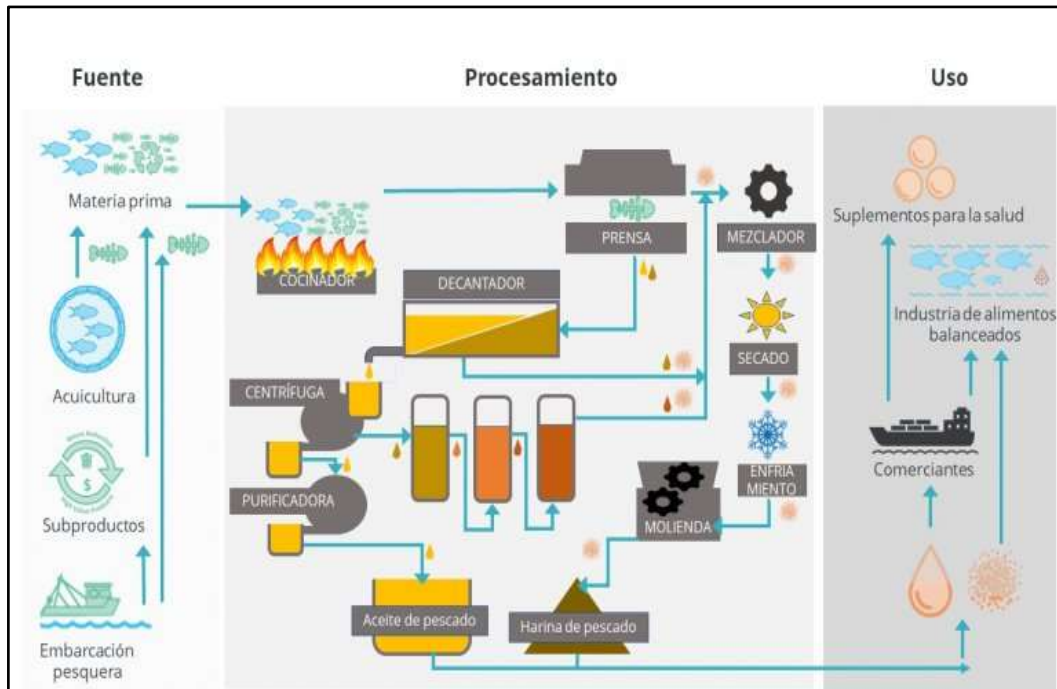 Fuente
Procesamiento
Uso
Materia prima
Acuicultura
Subproductos
Embarcación
pesquera
COCINADOR
PRENSA
MEZCLADOR
DECANTADOR
SECADO
CENTRÍFUGA
ENFRIA
MIENTO
PURIFICADORA
MOLIENDA
Aceite de pescado
Harina de pescado
Suplementos para la salud
Industria de alimentos
balanceados
Comerciantes